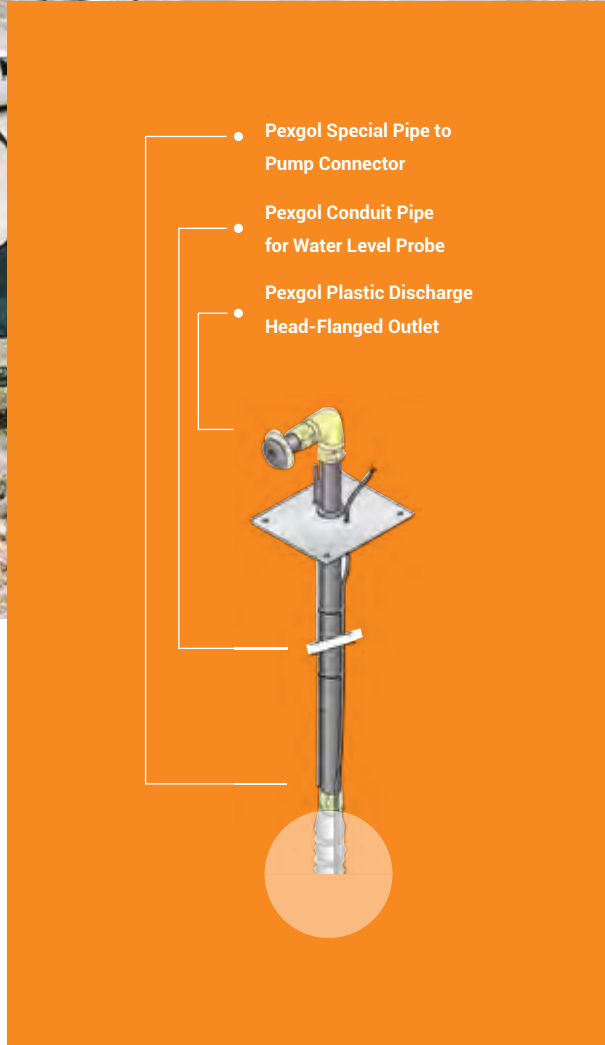 Pexgol Special Pipe to
Pump Connector
Pexgol Conduit Pipe
for Water Level Probe
Pexgol Plastic Discharge
Head-Flanged Outlet